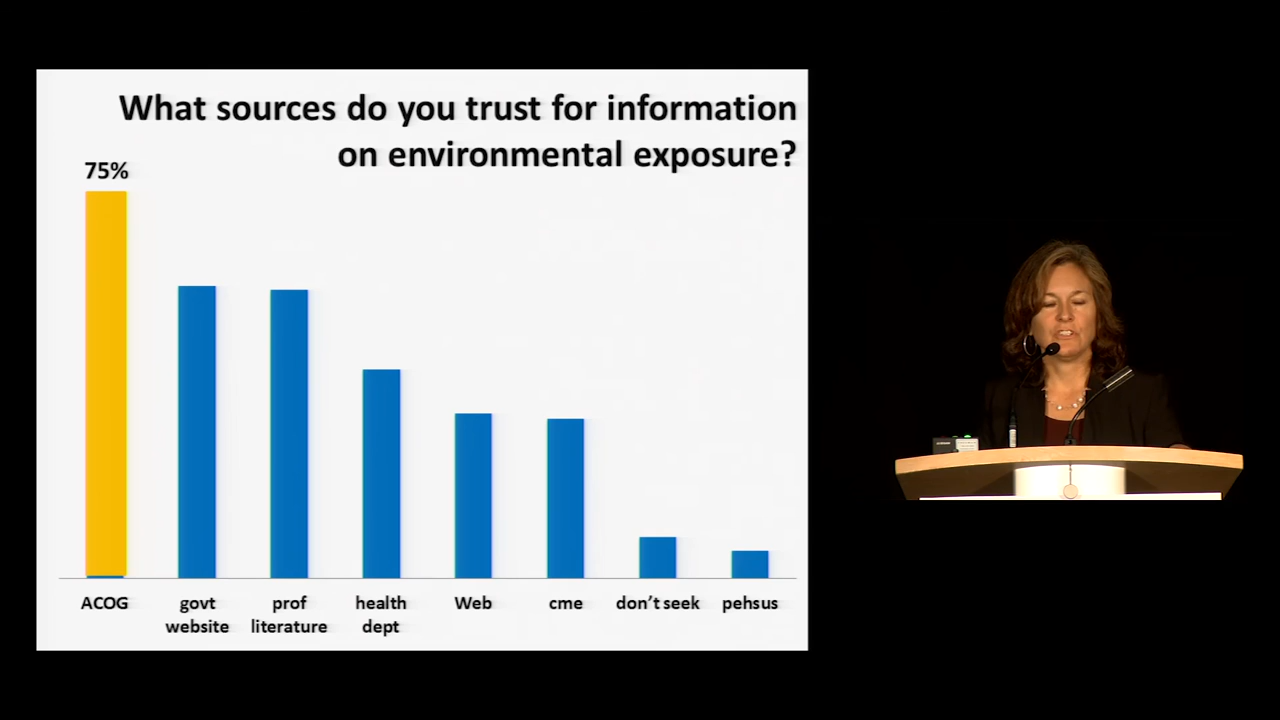 What sources do you trust for information
on environmental exposure?
75%
ACOG
govt
website
prof
literature
health
dept
Web
cme
don't seek
pehsus